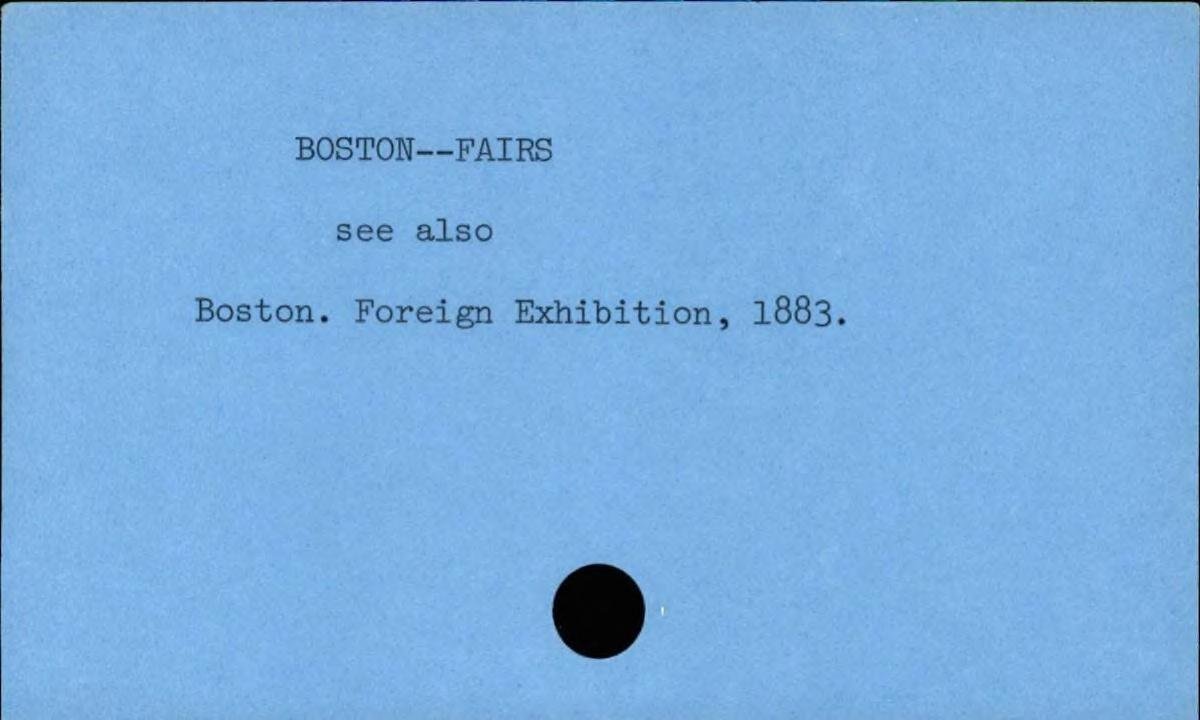 BOSTON--FAIRS
see also
Boston. Foreign Exhibition, 1883.